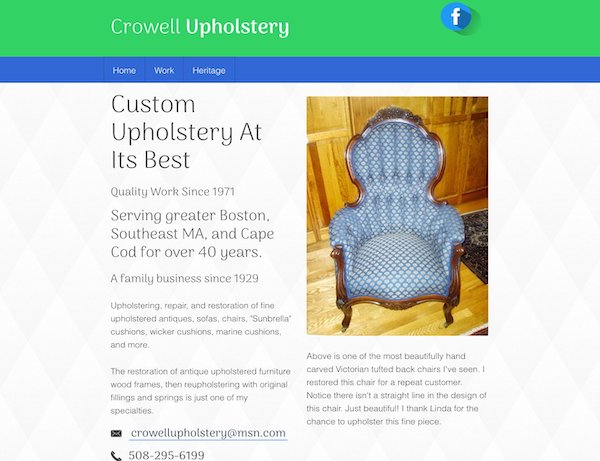 Crowell Upholstery
f
Home Work Heritage
Custom
Upholstery At
Its Best
Quality Work Since 1971
Serving greater Boston,
Southeast MA, and Cape
Cod for over 40 years.
A family business since 1929
Upholstering, repair, and restoration of fine
upholstered antiques, sofas, chairs, "Sunbrella"
cushions, wicker cushions, marine cushions,
and more.
The restoration of antique upholstered furniture
wood frames, then reupholstering with original
fillings and springs is just one of my
specialties.
crowellupholstery@msn.com
508-295-6199
Above is one of the most beautifully hand
carved Victorian tufted back chairs I've seen. I
restored this chair for a repeat customer.
Notice there isn't a straight line in the design of
this chair. Just beautiful! I thank Linda for the
chance to upholster this fine piece.